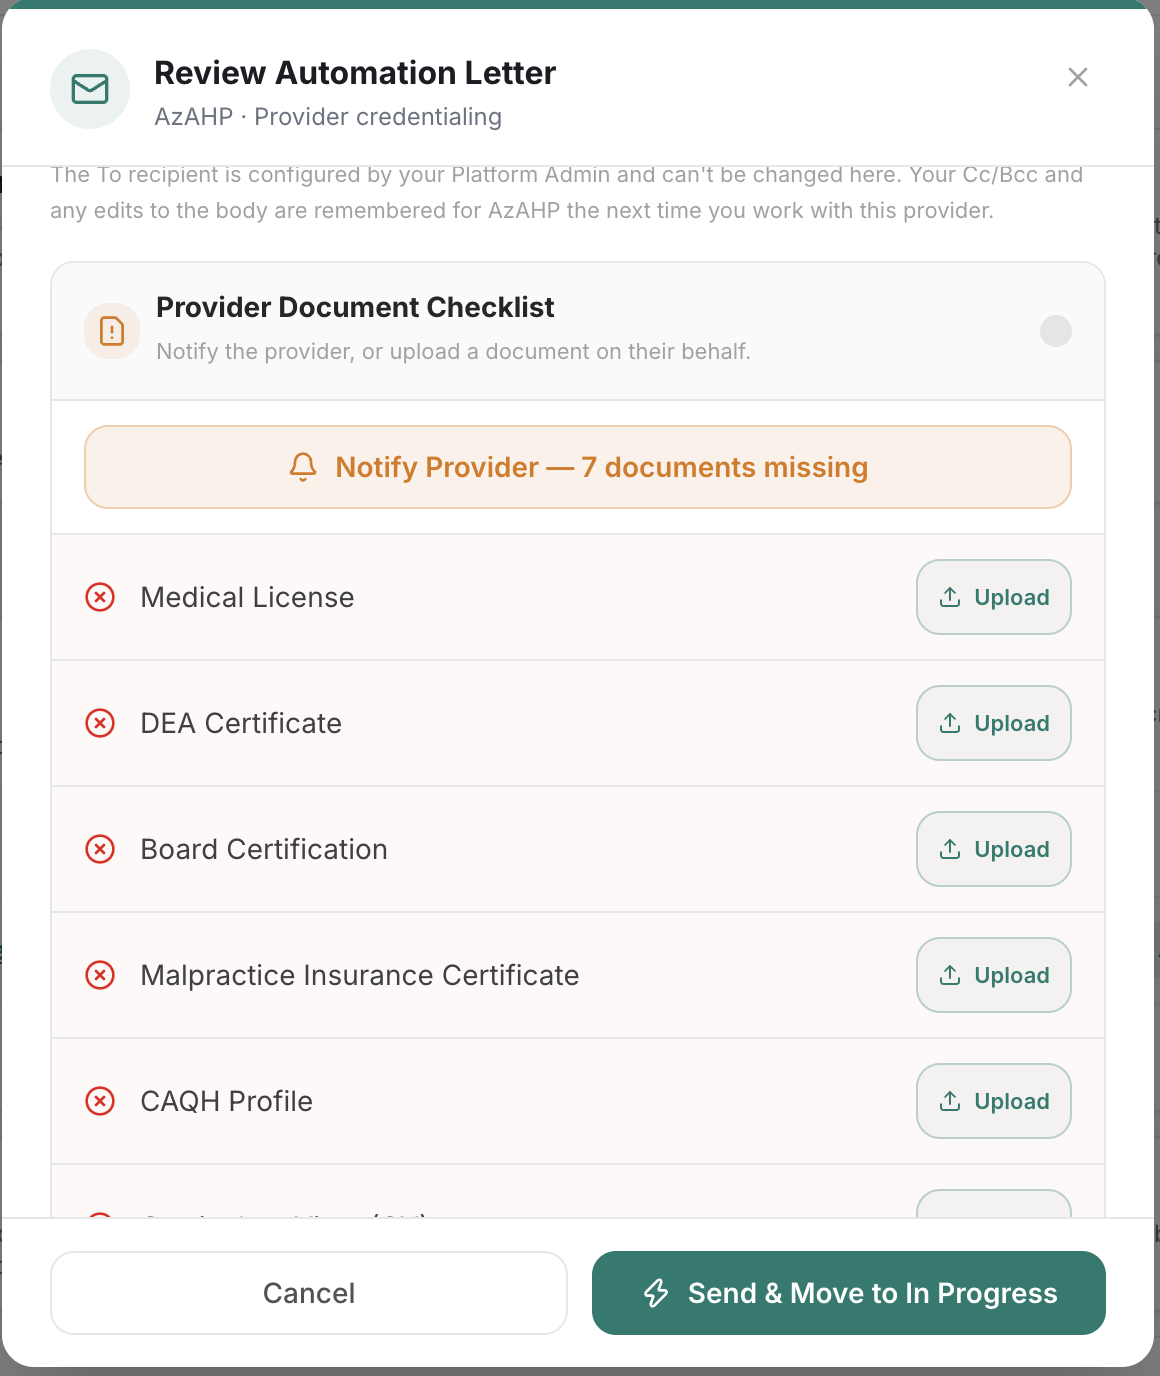 Review Automation Letter
AzAHP · Provider credentialing
The To recipient is configured by your Platform Admin and can't be changed here. Your Cc/Bcc and
any edits to the body are remembered for AzAHP the next time you work with this provider.
Provider Document Checklist
Notify the provider, or upload a document on their behalf.
Notify Provider — 7 documents missing
Medical License
Upload
DEA Certificate
Upload
Board Certification
Upload
Malpractice Insurance Certificate
Upload
CAQH Profile
Upload
Cancel
Send & Move to In Progress